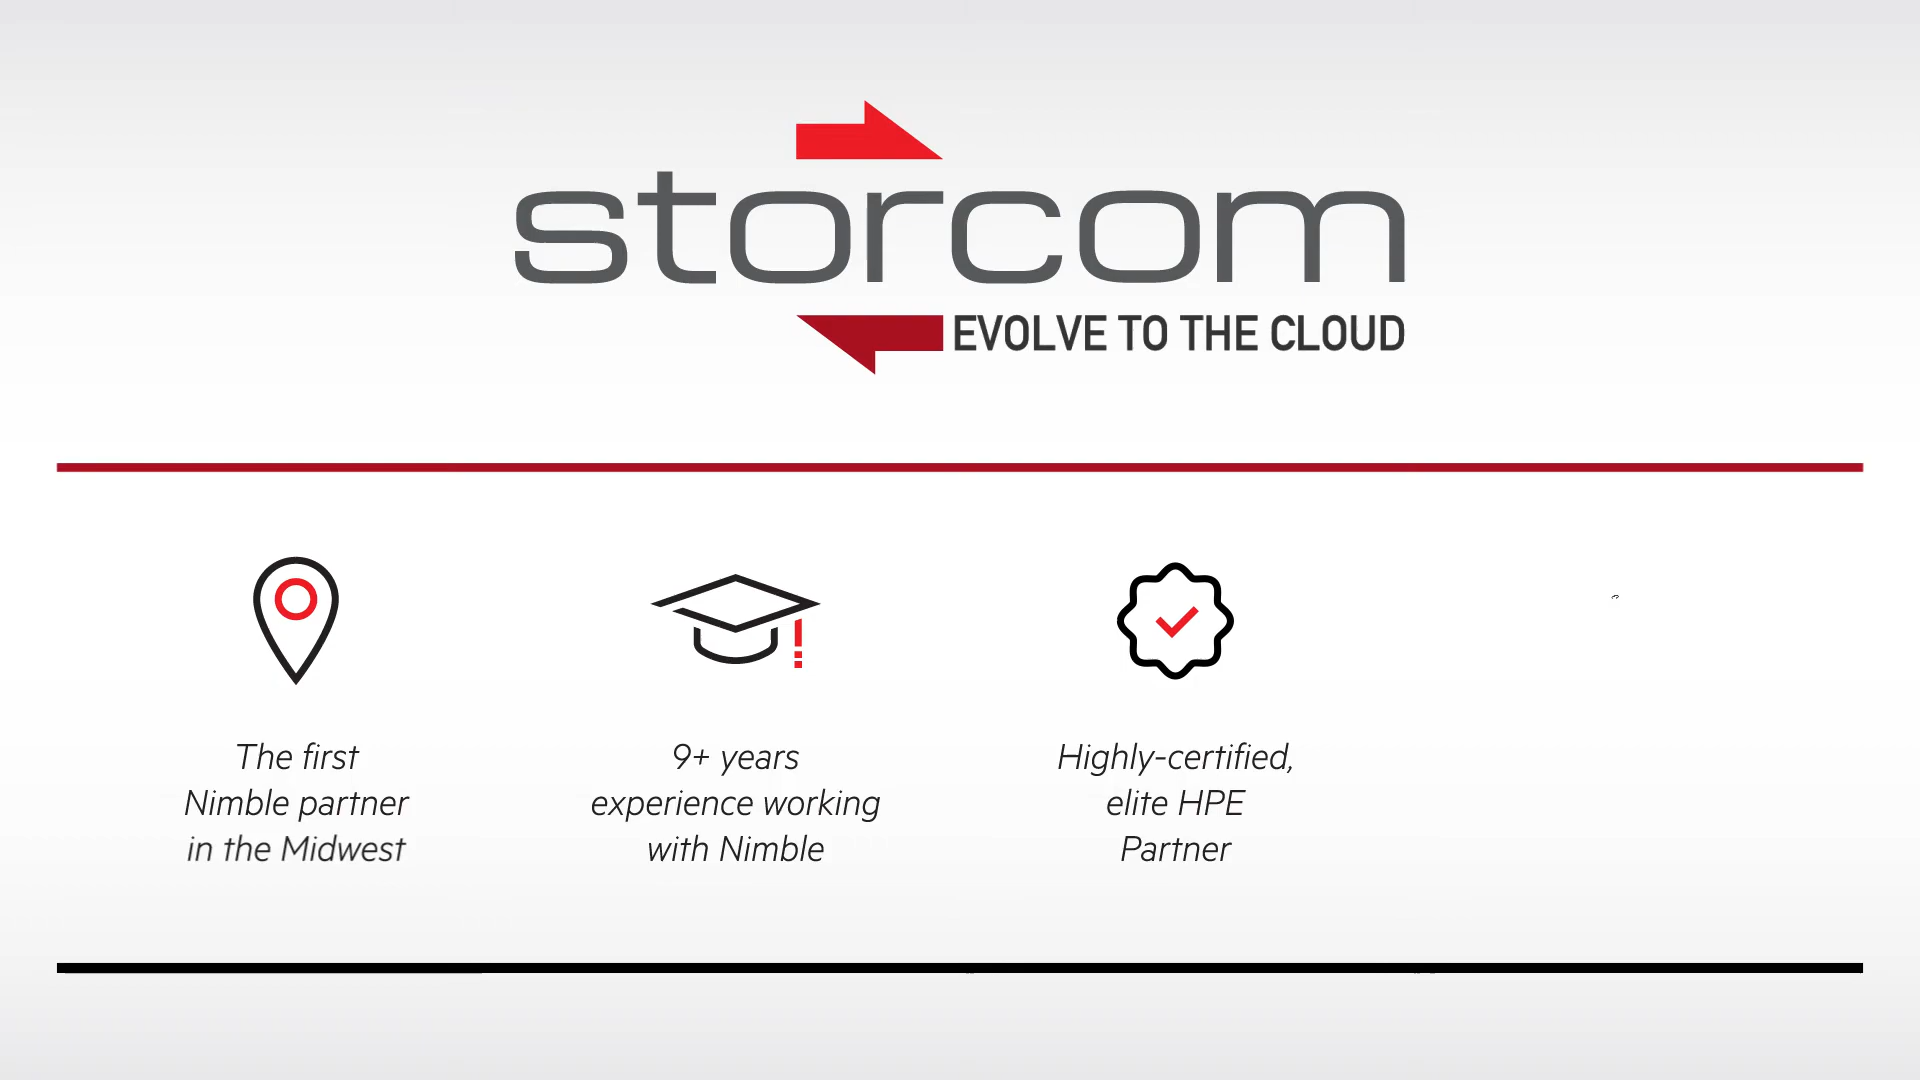 storcom
EVOLVE TO THE CLOUD
The first
Nimble partner
in the Midwest
9+ years
experience working
with Nimble
Highly-certified,
elite HPE
Partner